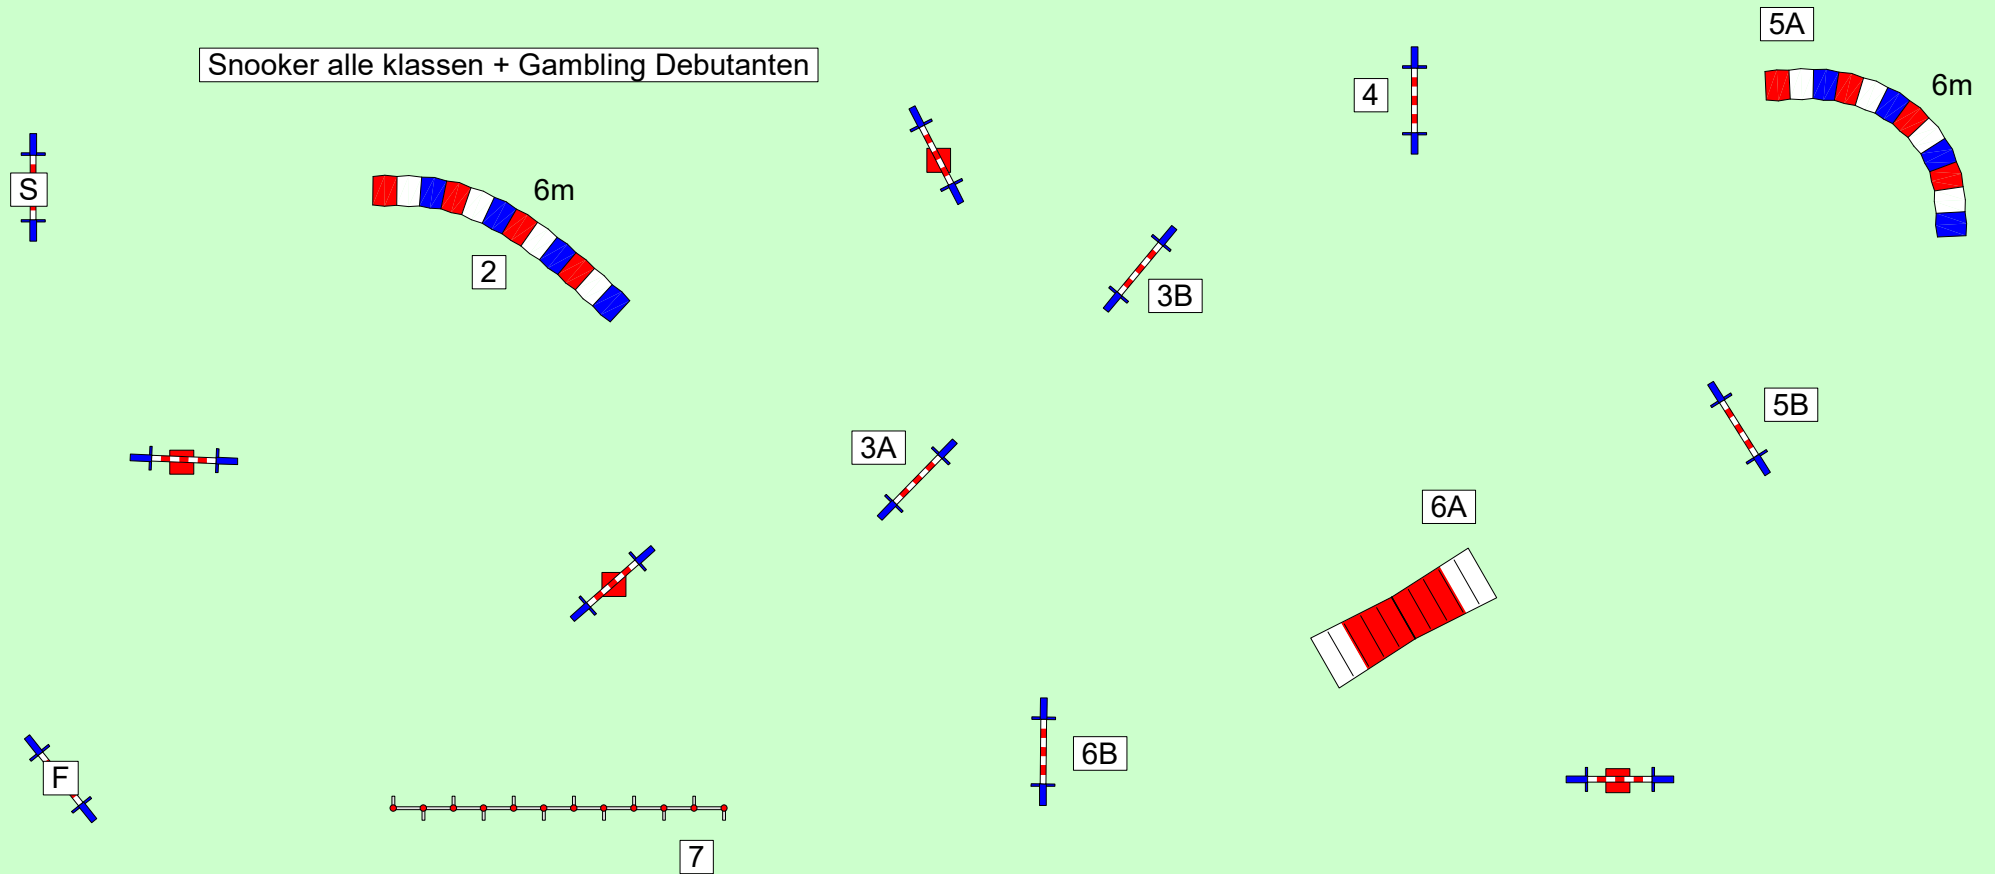 5A
Snooker alle klassen + Gambling Debutanten
4
6m
S
6m
2
3B
5B
3A
6A
6B
F
7